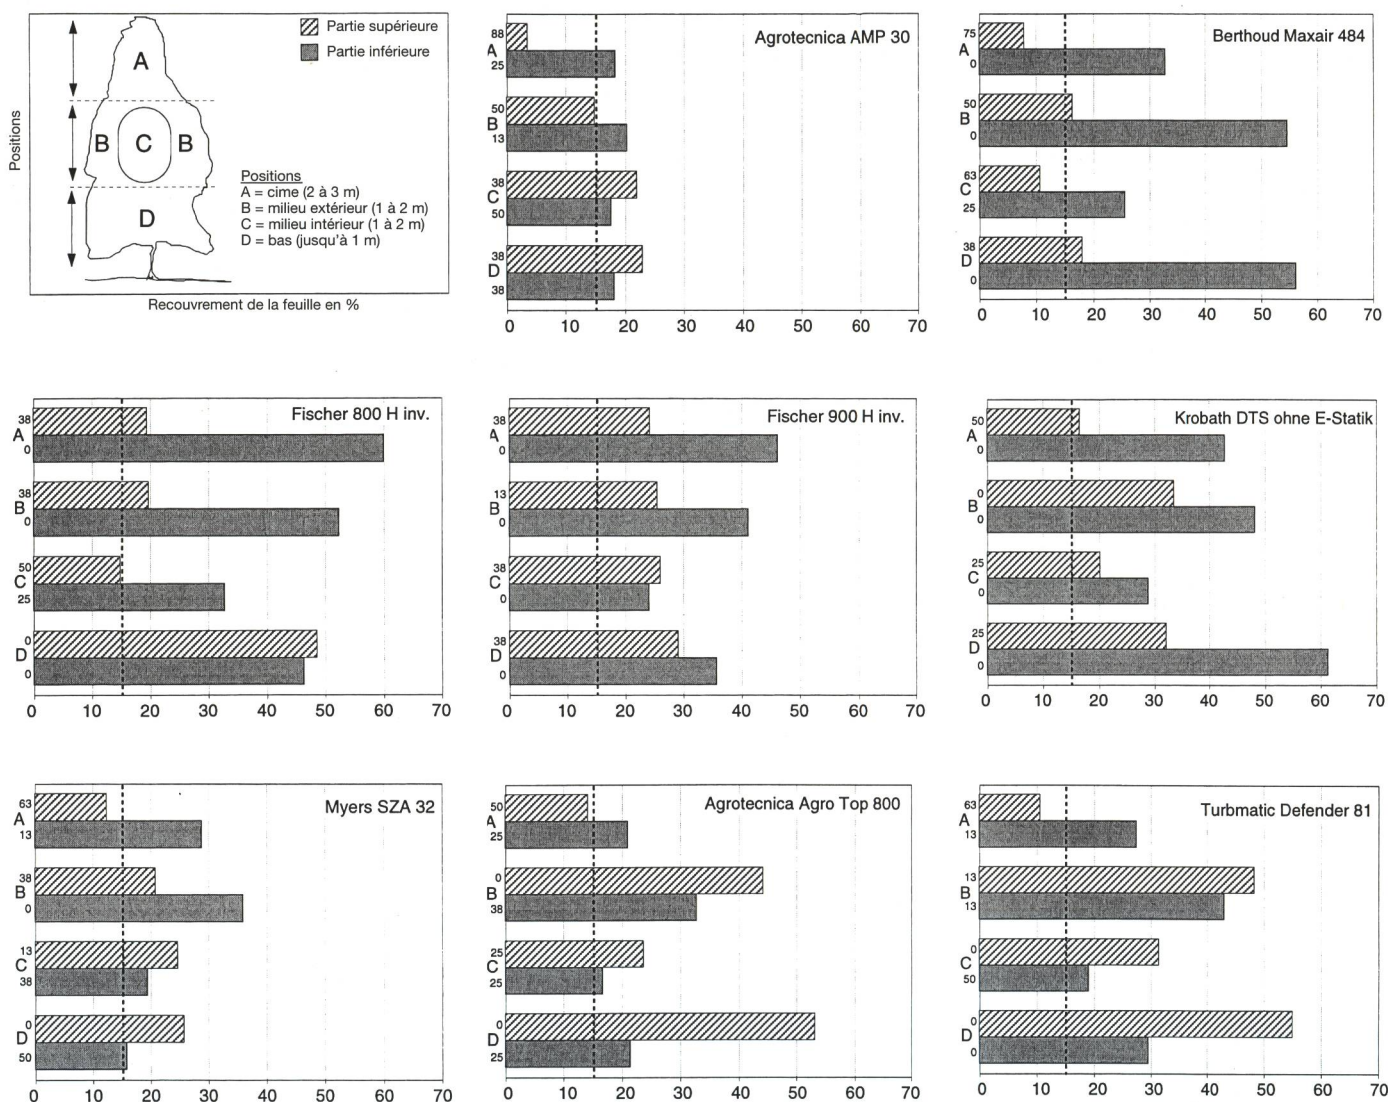 Positions
A
B
C
B
D
Partie supérieure
Partie inférieure
Positions
A = cime (2 à 3 m)
B = milieu extérieur (1 à 2 m)
C = milieu intérieur (1 à 2 m)
D = bas (jusqu'à 1 m)
Recouvrement de la feuille en %
Agrotecnica AMP 30
88
A
25
50
B
13
38
C
50
38
D
38
0 10 20 30 40 50 60 70
Berthoud Maxair 484
75
A
0
50
B
0
63
C
25
38
D
0
0 10 20 30 40 50 60 70
Fischer 800 H inv.
38
A
0
38
B
0
50
C
25
0
D
0
0 10 20 30 40 50 60 70
Fischer 900 H inv.
38
A
0
13
B
0
38
C
0
38
D
0
0 10 20 30 40 50 60 70
Krobath DTS ohne E-Statik
50
A
0
0
B
0
25
C
0
25
D
0
0 10 20 30 40 50 60 70
Myers SZA 32
63
A
13
38
B
0
13
C
38
0
D
50
0 10 20 30 40 50 60 70
Agrotecnica Agro Top 800
50
A
25
0
B
38
25
C
25
0
D
25
0 10 20 30 40 50 60 70
Turbmatic Defender 81
63
A
13
13
B
13
0
C
50
0
D
0
0 10 20 30 40 50 60 70